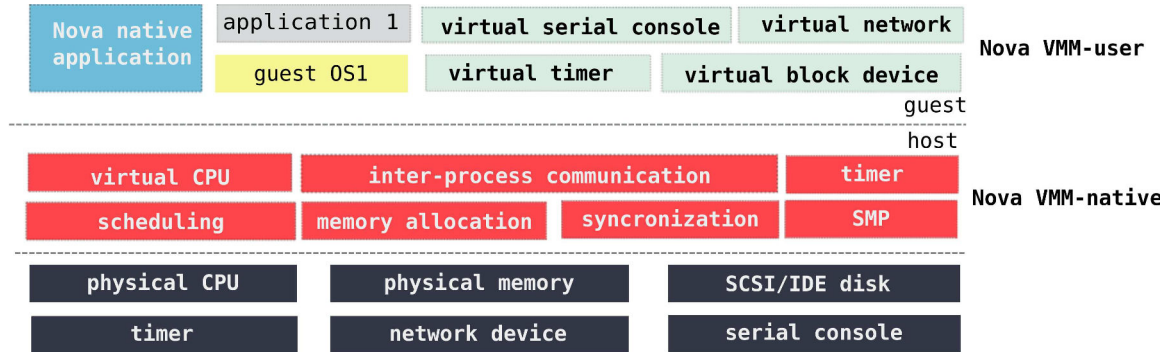 Nova native
application
application 1
guest OS1
virtual serial console
virtual network
virtual timer
virtual block device
Nova VMM-user
guest
host
virtual CPU
inter-process communication
timer
scheduling
memory allocation
syncronization
SMP
Nova VMM-native
physical CPU
physical memory
SCSI/IDE disk
timer
network device
serial console